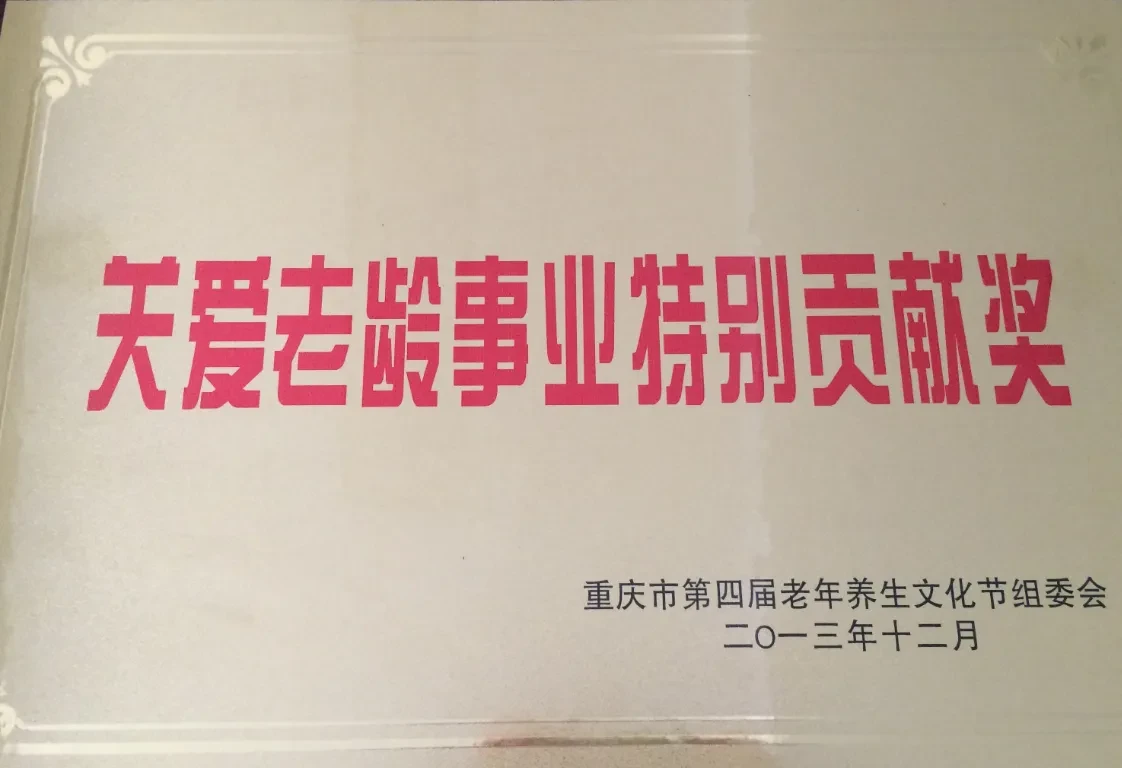 关爱老龄事业特别贡献奖
重庆市第四届老年养生文化节组委会
二〇一三年十二月